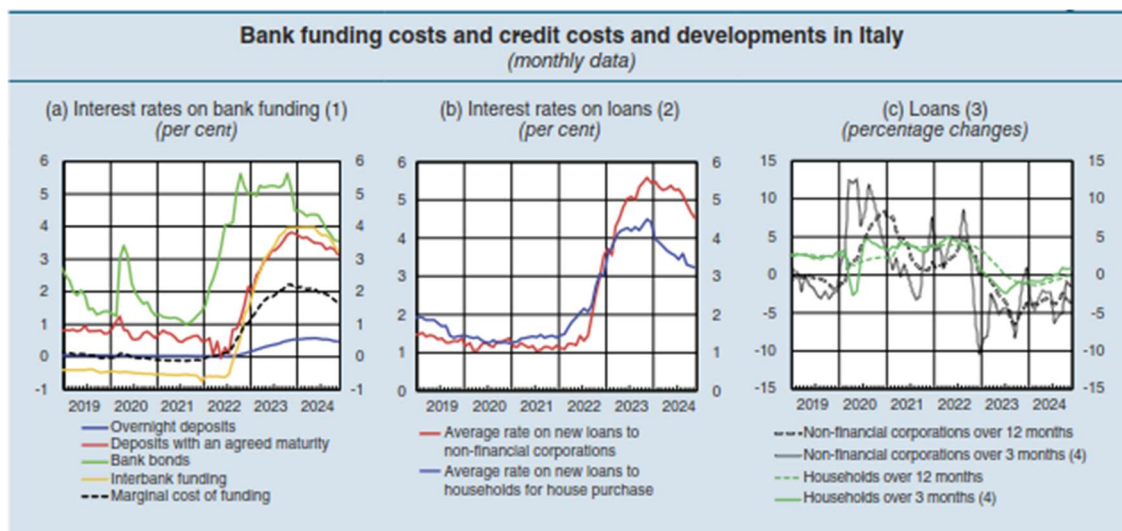 Bank funding costs and credit costs and developments in Italy
(monthly data)
(a) Interest rates on bank funding (1)
(per cent)
6 6
5 5
4 4
3 3
2 2
1 1
0 0
-1 -1
2019 2020 2021 2022 2023 2024
Overnight deposits
Deposits with an agreed maturity
Bank bonds
Interbank funding
Marginal cost of funding
(b) Interest rates on loans (2)
(per cent)
6 6
5 5
4 4
3 3
2 2
1 1
0 0
2019 2020 2021 2022 2023 2024
Average rate on new loans to
non-financial corporations
Average rate on new loans to
households for house purchase
(c) Loans (3)
(percentage changes)
15 15
10 10
5 5
0 0
-5 -5
-10 -10
-15 -15
2019 2020 2021 2022 2023 2024
Non-financial corporations over 12 months
Non-financial corporations over 3 months (4)
Households over 12 months
Households over 3 months (4)